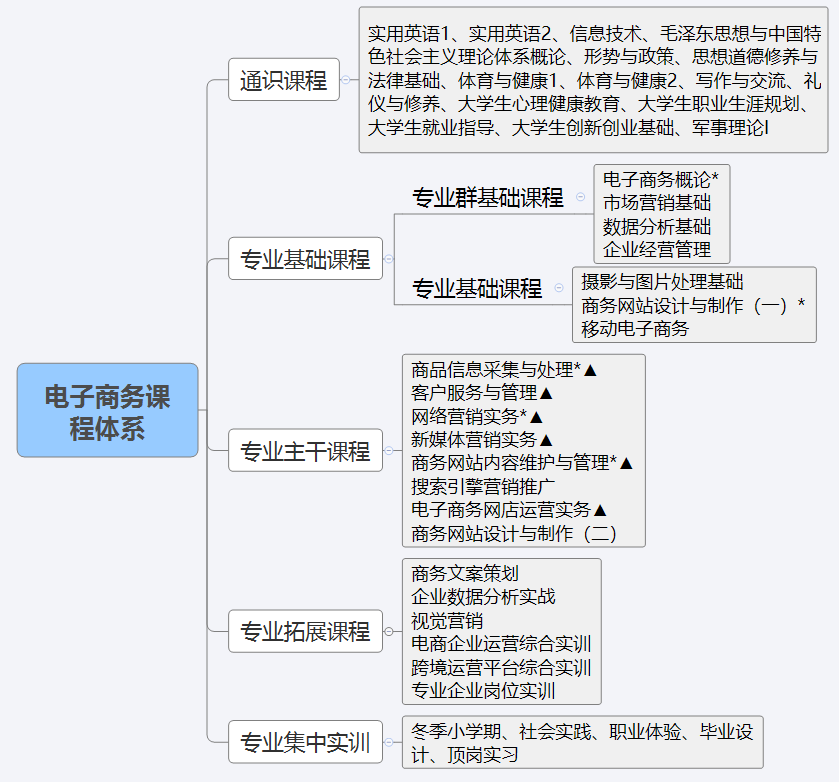 实用英语1、实用英语2、信息技术、毛泽东思想与中国特
色社会主义理论体系概论、形势与政策、思想道德修养与
法律基础、体育与健康1、体育与健康2、写作与交流、礼
仪与修养、大学生心理健康教育、大学生职业生涯规划、
大学生就业指导、大学生创新创业基础、军事理论I
通识课程
专业群基础课程
电子商务概论*
市场营销基础
数据分析基础
企业经营管理
专业基础课程
专业基础课程
摄影与图片处理基础
商务网站设计与制作（一）*
移动电子商务
电子商务课
程体系
专业主干课程
商品信息采集与处理*▲
客户服务与管理▲
网络营销实务*▲
新媒体营销实务▲
商务网站内容维护与管理*▲
搜索引擎营销推广
电子商务网店运营实务▲
商务网站设计与制作（二）
专业拓展课程
商务文案策划
企业数据分析实战
视觉营销
电商企业运营综合实训
跨境运营平台综合实训
专业企业岗位实训
专业集中实训
冬季小学期、社会实践、职业体验、毕业设
计、顶岗实习